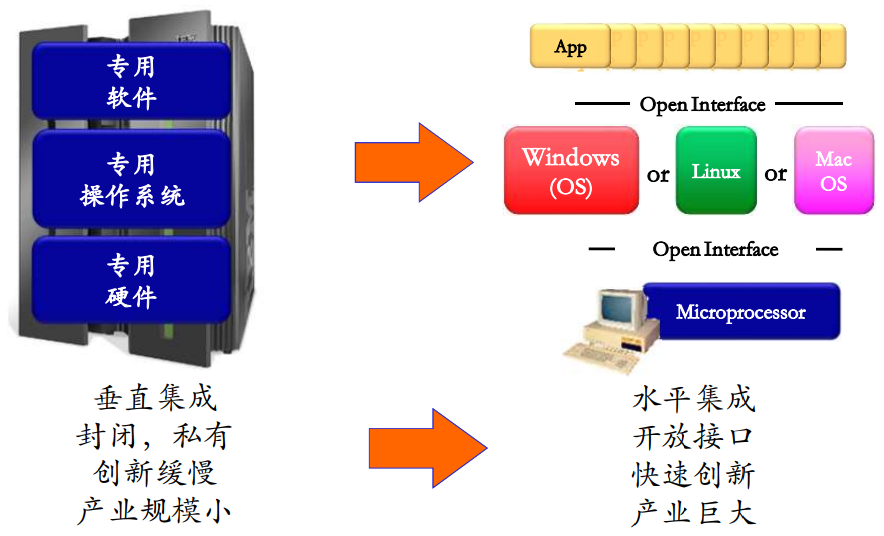 专用
软件
专用
操作系统
专用
硬件
垂直集成
封闭，私有
创新缓慢
产业规模小
App
Open Interface
Windows
(OS)
or
Linux
or
Mac
OS
Open Interface
Microprocessor
水平集成
开放接口
快速创新
产业巨大